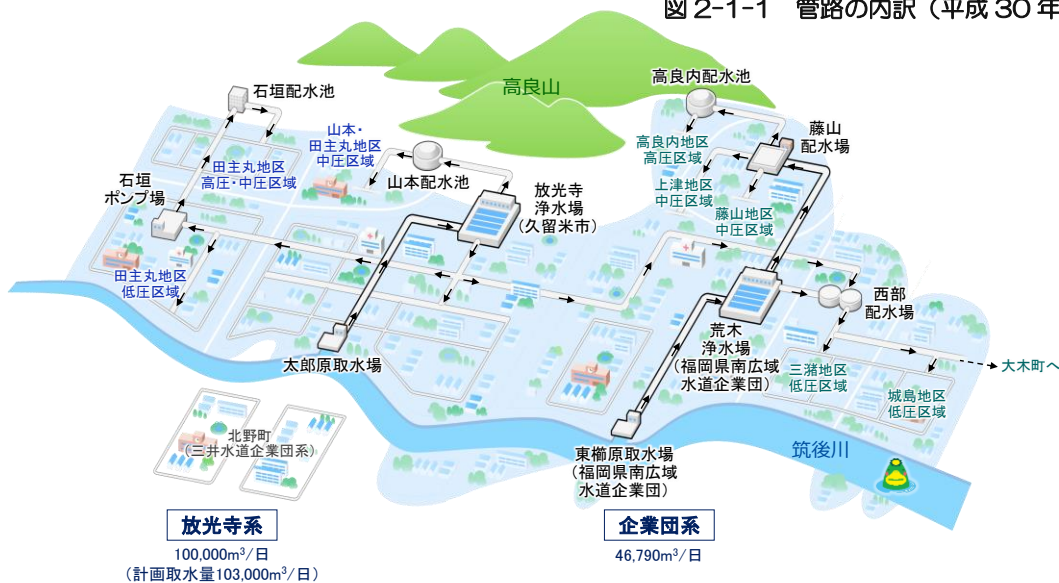 図 2-1-1 管路の内訳（平成 30 年
高良山
石垣配水池
高良内配水池
藤山
配水場
山本・
田主丸地区
中圧区域
高良内地区
高圧区域
田主丸地区
高圧・中圧区域
石垣
ポンプ場
山本配水池
放光寺
浄水場
（久留米市）
上津地区
中圧区域
藤山地区
中圧区域
田主丸地区
低圧区域
西部
配水場
荒木
浄水場
（福岡県南広域
水道企業団）
太郎原取水場
三潴地区
低圧区域
大木町へ
城島地区
低圧区域
北野町
（三井水道企業団系）
東櫛原取水場
（福岡県南広域
水道企業団）
筑後川
放光寺系
100,000m³/日
（計画取水量103,000m³/日）
企業団系
46,790m³/日